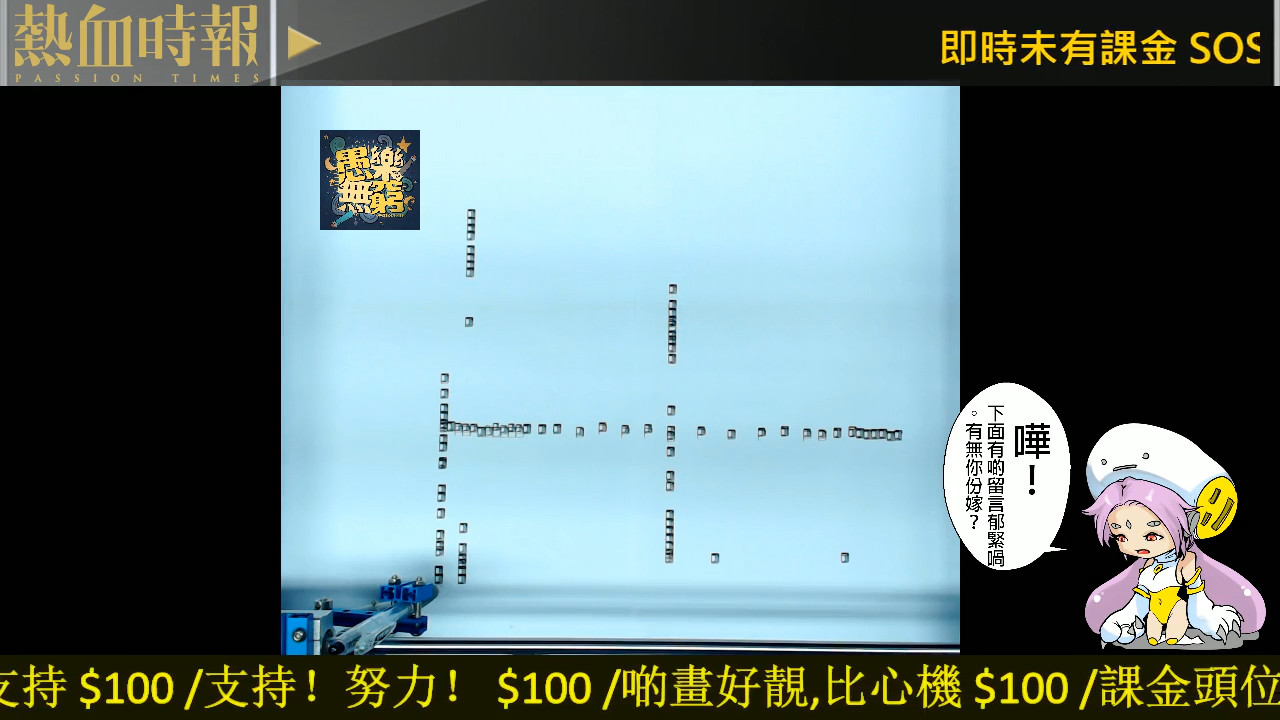 熱血時報
PASSION TIMES
即時未有課金 SOS
愚樂
無窮
嘩！
下面有啲留言郁緊喎
。有無你份嫁？
支持 $100 /支持！努力！ $100 /啲畫好靚,比心機 $100 /課金頭位